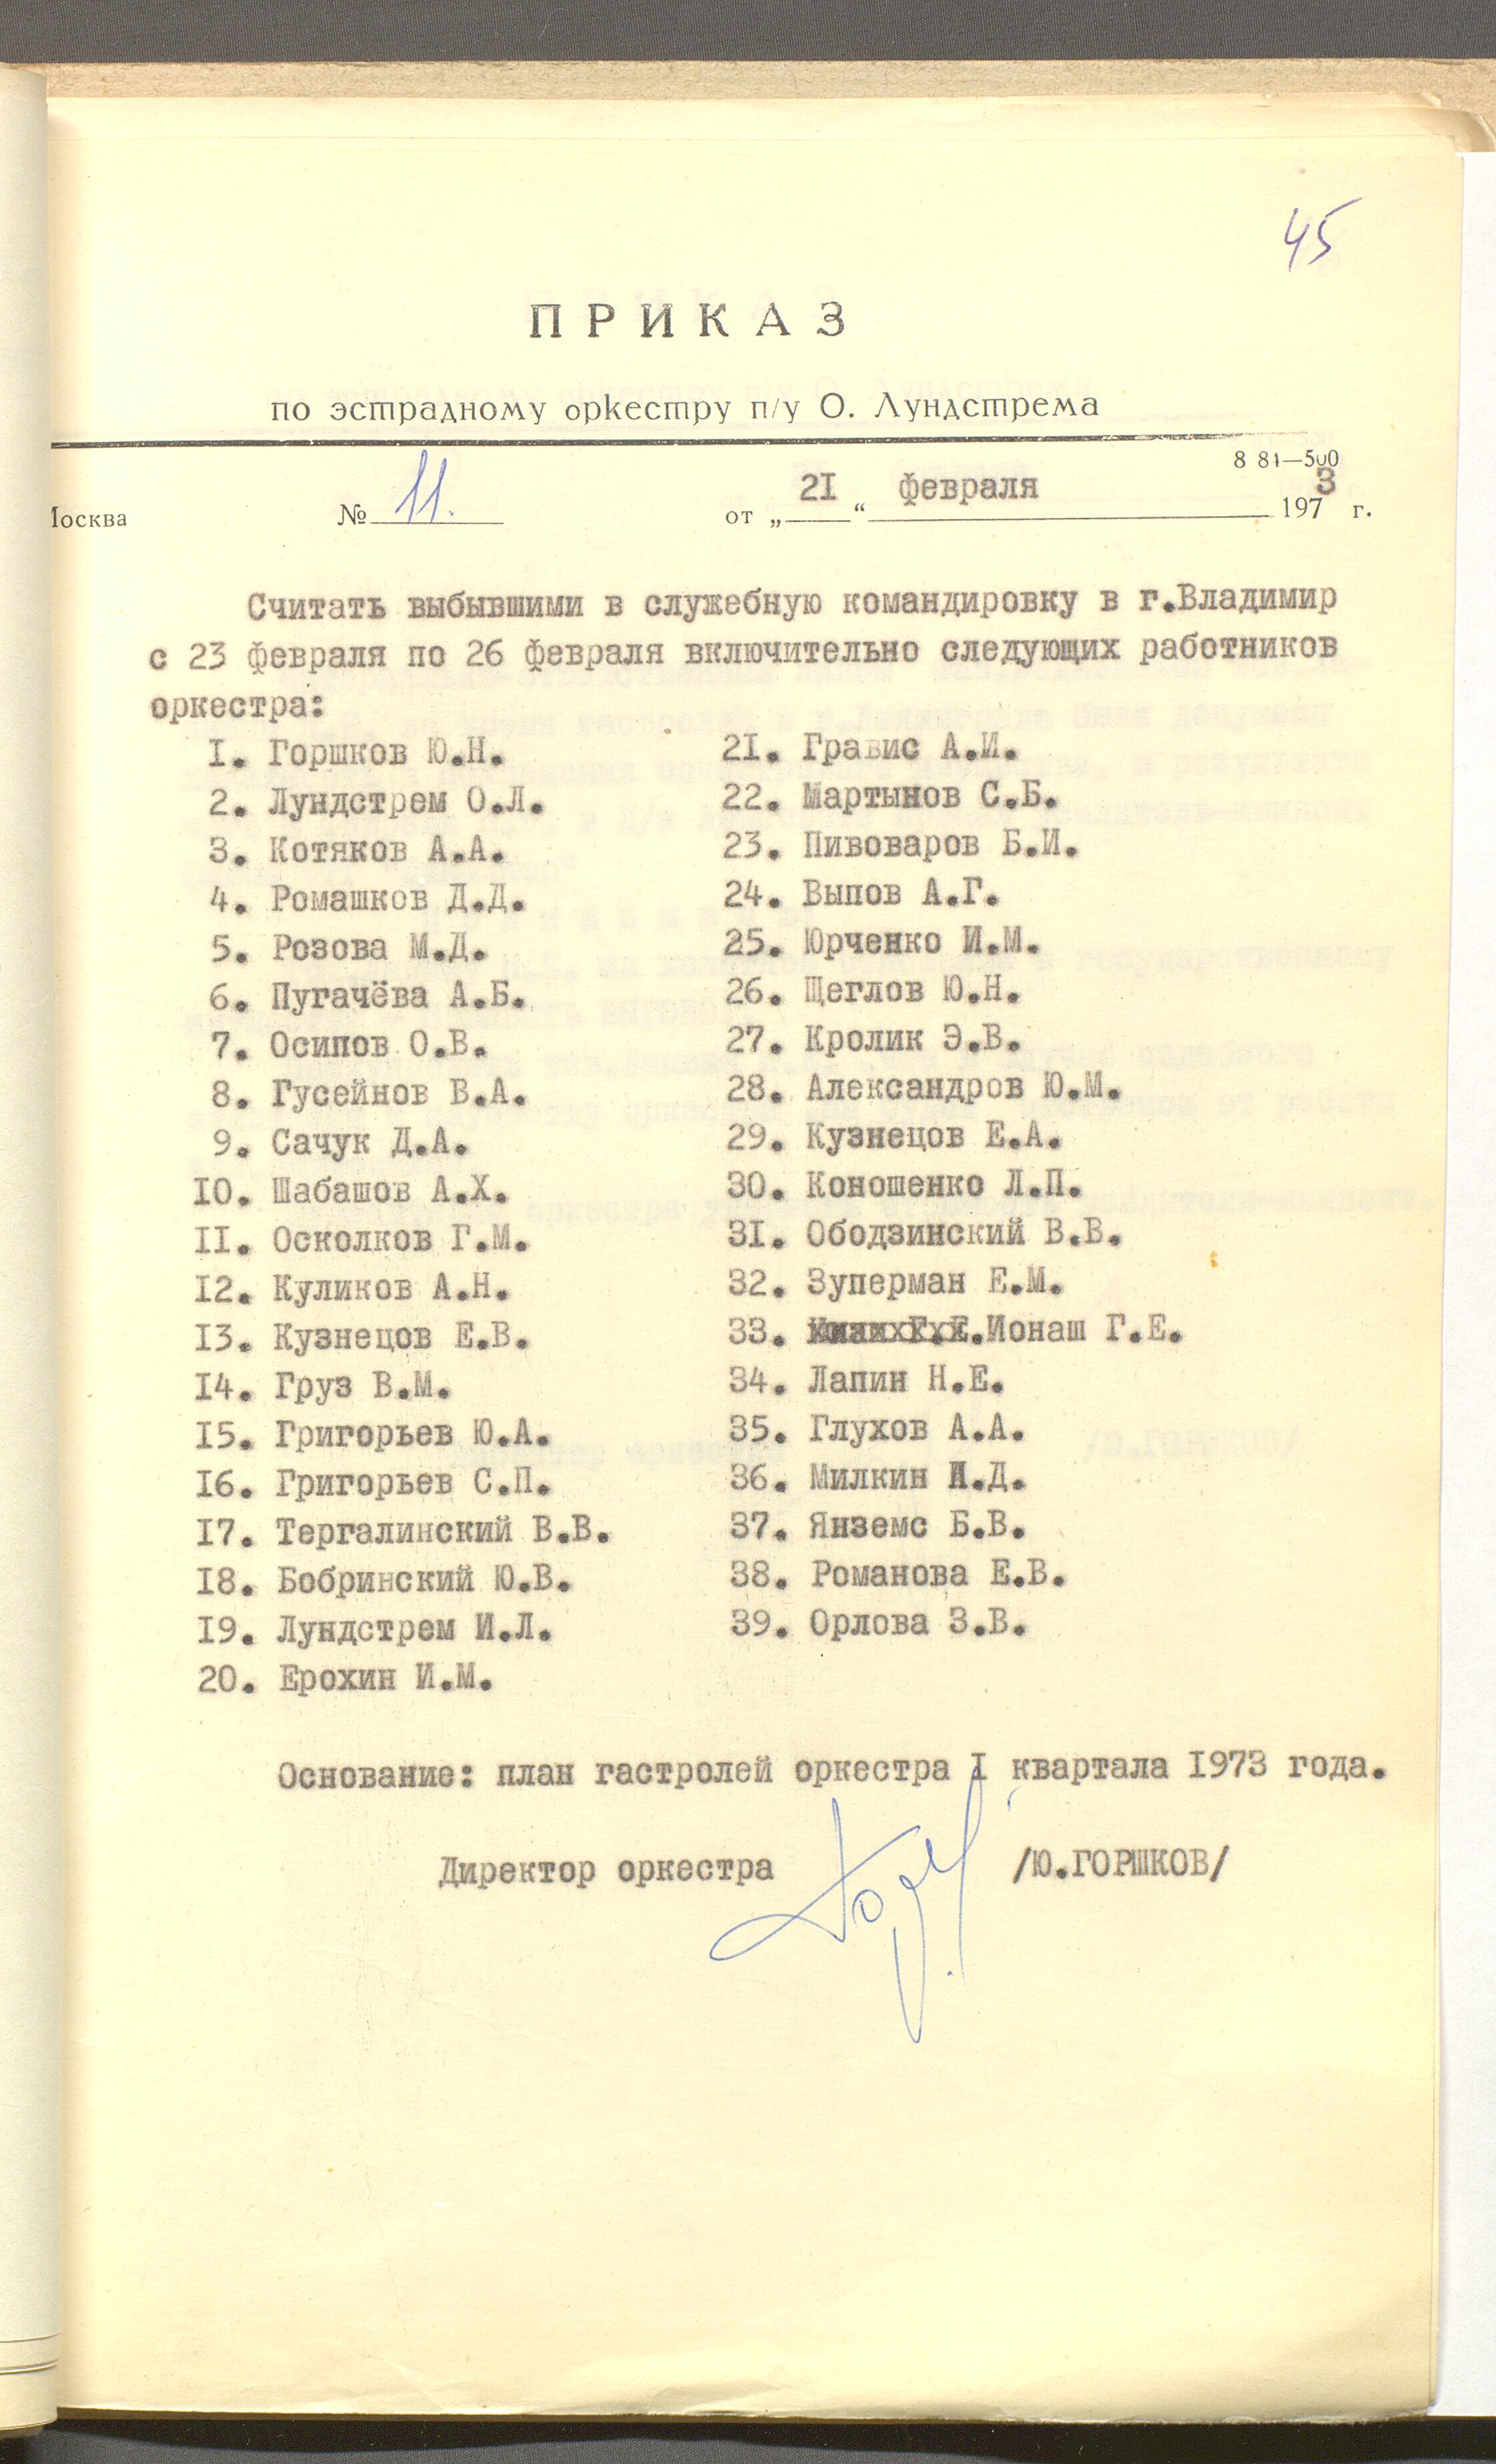 45
ПРИКАЗ
по эстрадному оркестру п/у О. Лундстрема
8 81—500
Москва № 11. от „21“ февраля 1973 г.
Считать выбывшими в служебную командировку в г.Владимир
с 23 февраля по 26 февраля включительно следующих работников
оркестра:
I. Горшков Ю.Н.
2. Лундстрем О.Л.
3. Котяков А.А.
4. Ромашков Д.Д.
5. Розова М.Д.
6. Пугачёва А.Б.
7. Осипов О.В.
8. Гусейнов В.А.
9. Сачук Д.А.
IO. Шабашов А.Х.
II. Осколков Г.М.
I2. Куликов А.Н.
I3. Кузнецов Е.В.
I4. Груз В.М.
I5. Григорьев Ю.А.
I6. Григорьев С.П.
I7. Тергалинский В.В.
I8. Бобринский Ю.В.
I9. Лундстрем И.Л.
20. Ерохин И.М.
2I. Гравис А.И.
22. Мартынов С.Б.
23. Пивоваров Б.И.
24. Выпов А.Г.
25. Юрченко И.М.
26. Щеглов Ю.Н.
27. Кролик Э.В.
28. Александров Ю.М.
29. Кузнецов Е.А.
30. Коношенко Л.П.
3I. Ободзинский В.В.
32. Зуперман Е.М.
33. Ионаш Г.Е.
34. Лапин Н.Е.
35. Глухов А.А.
36. Милкин А.Д.
37. Янземс Б.В.
38. Романова Е.В.
39. Орлова З.В.
Основание: план гастролей оркестра I квартала I973 года.
Директор оркестра /Ю.ГОРШКОВ/